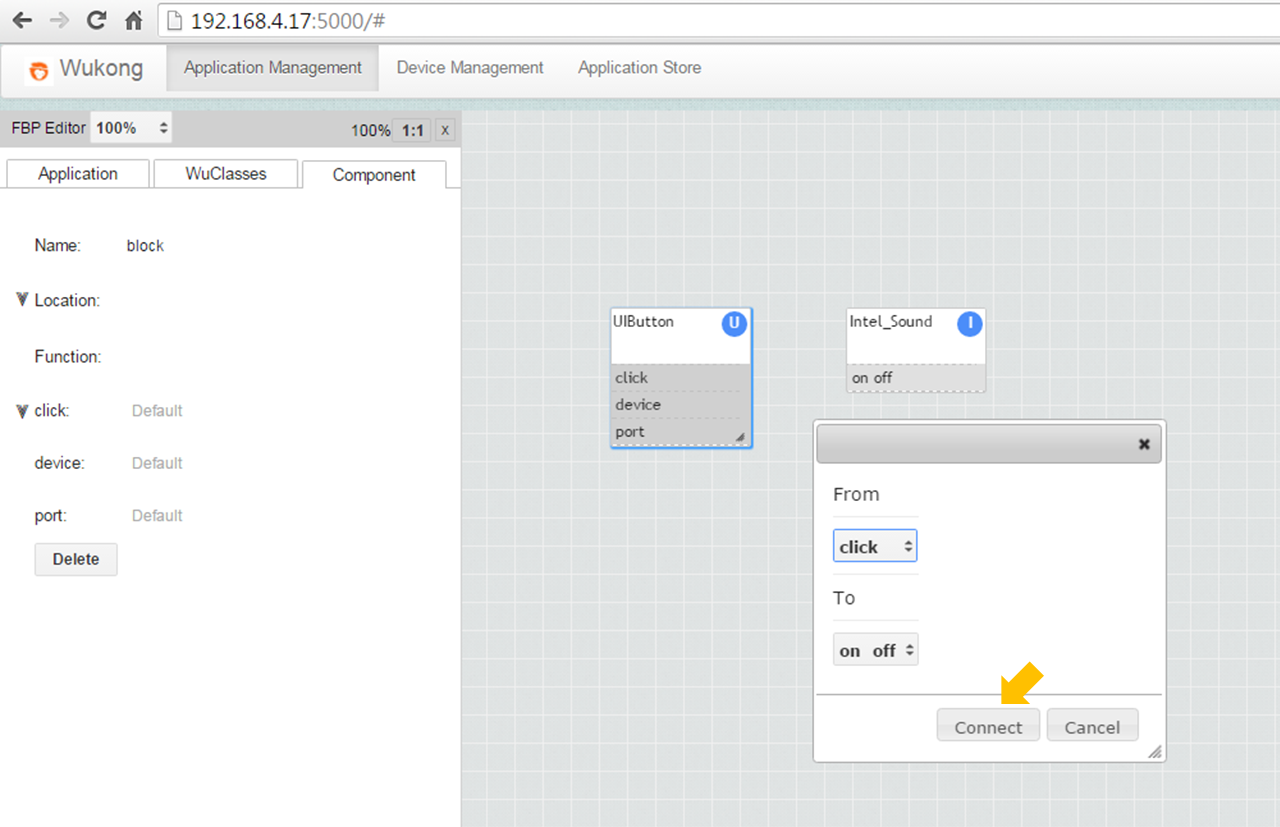 192.168.4.17:5000/#
Wukong Application Management Device Management Application Store
FBP Editor 100% 100% 1:1 x
Application WuClasses Component
Name: block
Location:
Function:
click: Default
device: Default
port: Default
Delete
UIButton U
click
device
port
Intel_Sound I
on off
From
click
To
on off
Connect Cancel